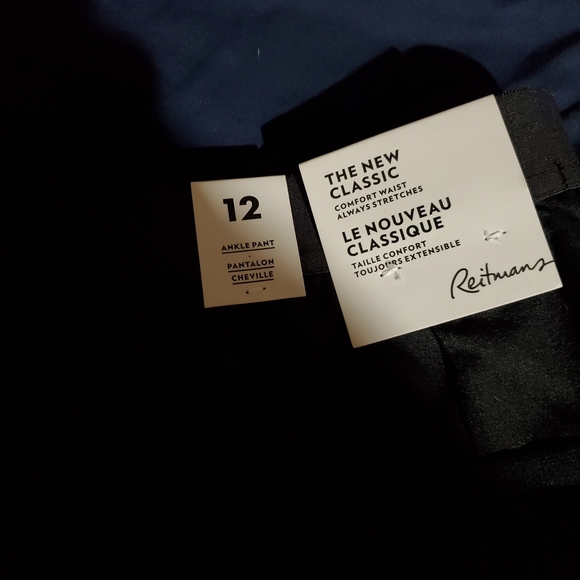 12
ANKLE PANT
PANTALON
CHEVILLE
THE NEW
CLASSIC
COMFORT WAIST
ALWAYS STRETCHES
LE NOUVEAU
CLASSIQUE
TAILLE CONFORT
TOUJOURS EXTENSIBLE
Reitmans